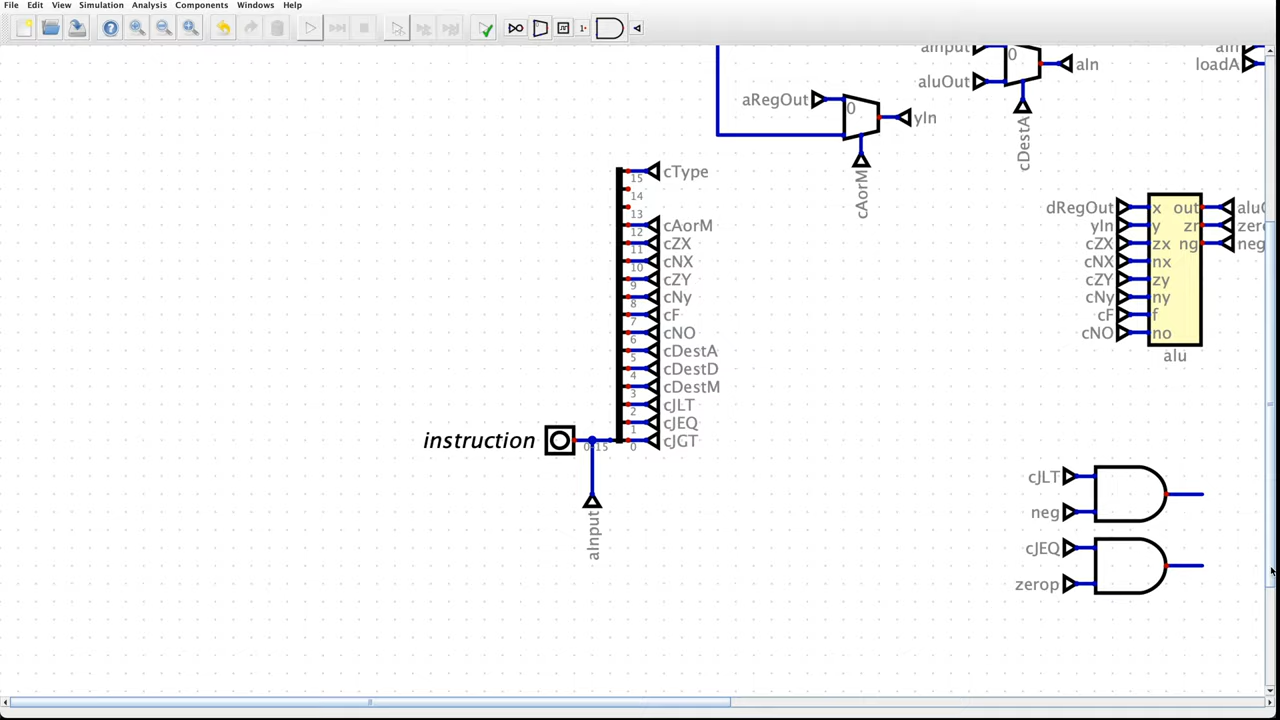 File Edit View Simulation Analysis Components Windows Help
1·
aInput
0
aIn
aluOut
cDestA
loadA
aRegOut
0
yIn
cAorM
15 cType
14
13
12 cAorM
11 cZX
10 cNX
9 cZY
8 cNy
7 cF
6 cNO
5 cDestA
4 cDestD
3 cDestM
2 cJLT
1 cJEQ
0 cJGT
instruction
0-15
aInput
dRegOut x out
yIn y zr
cZX zx ng neg
cNX nx
cZY zy
cNy ny
cF f
cNO no
alu
cJLT
neg
cJEQ
zerop